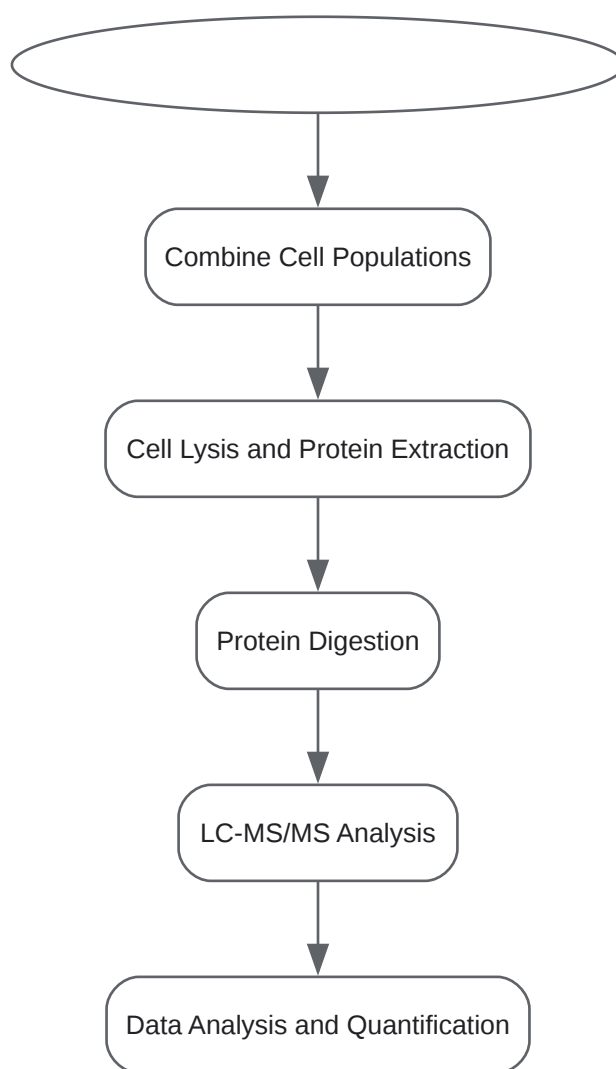 Combine Cell Populations
Cell Lysis and Protein Extraction
Protein Digestion
LC-MS/MS Analysis
Data Analysis and Quantification